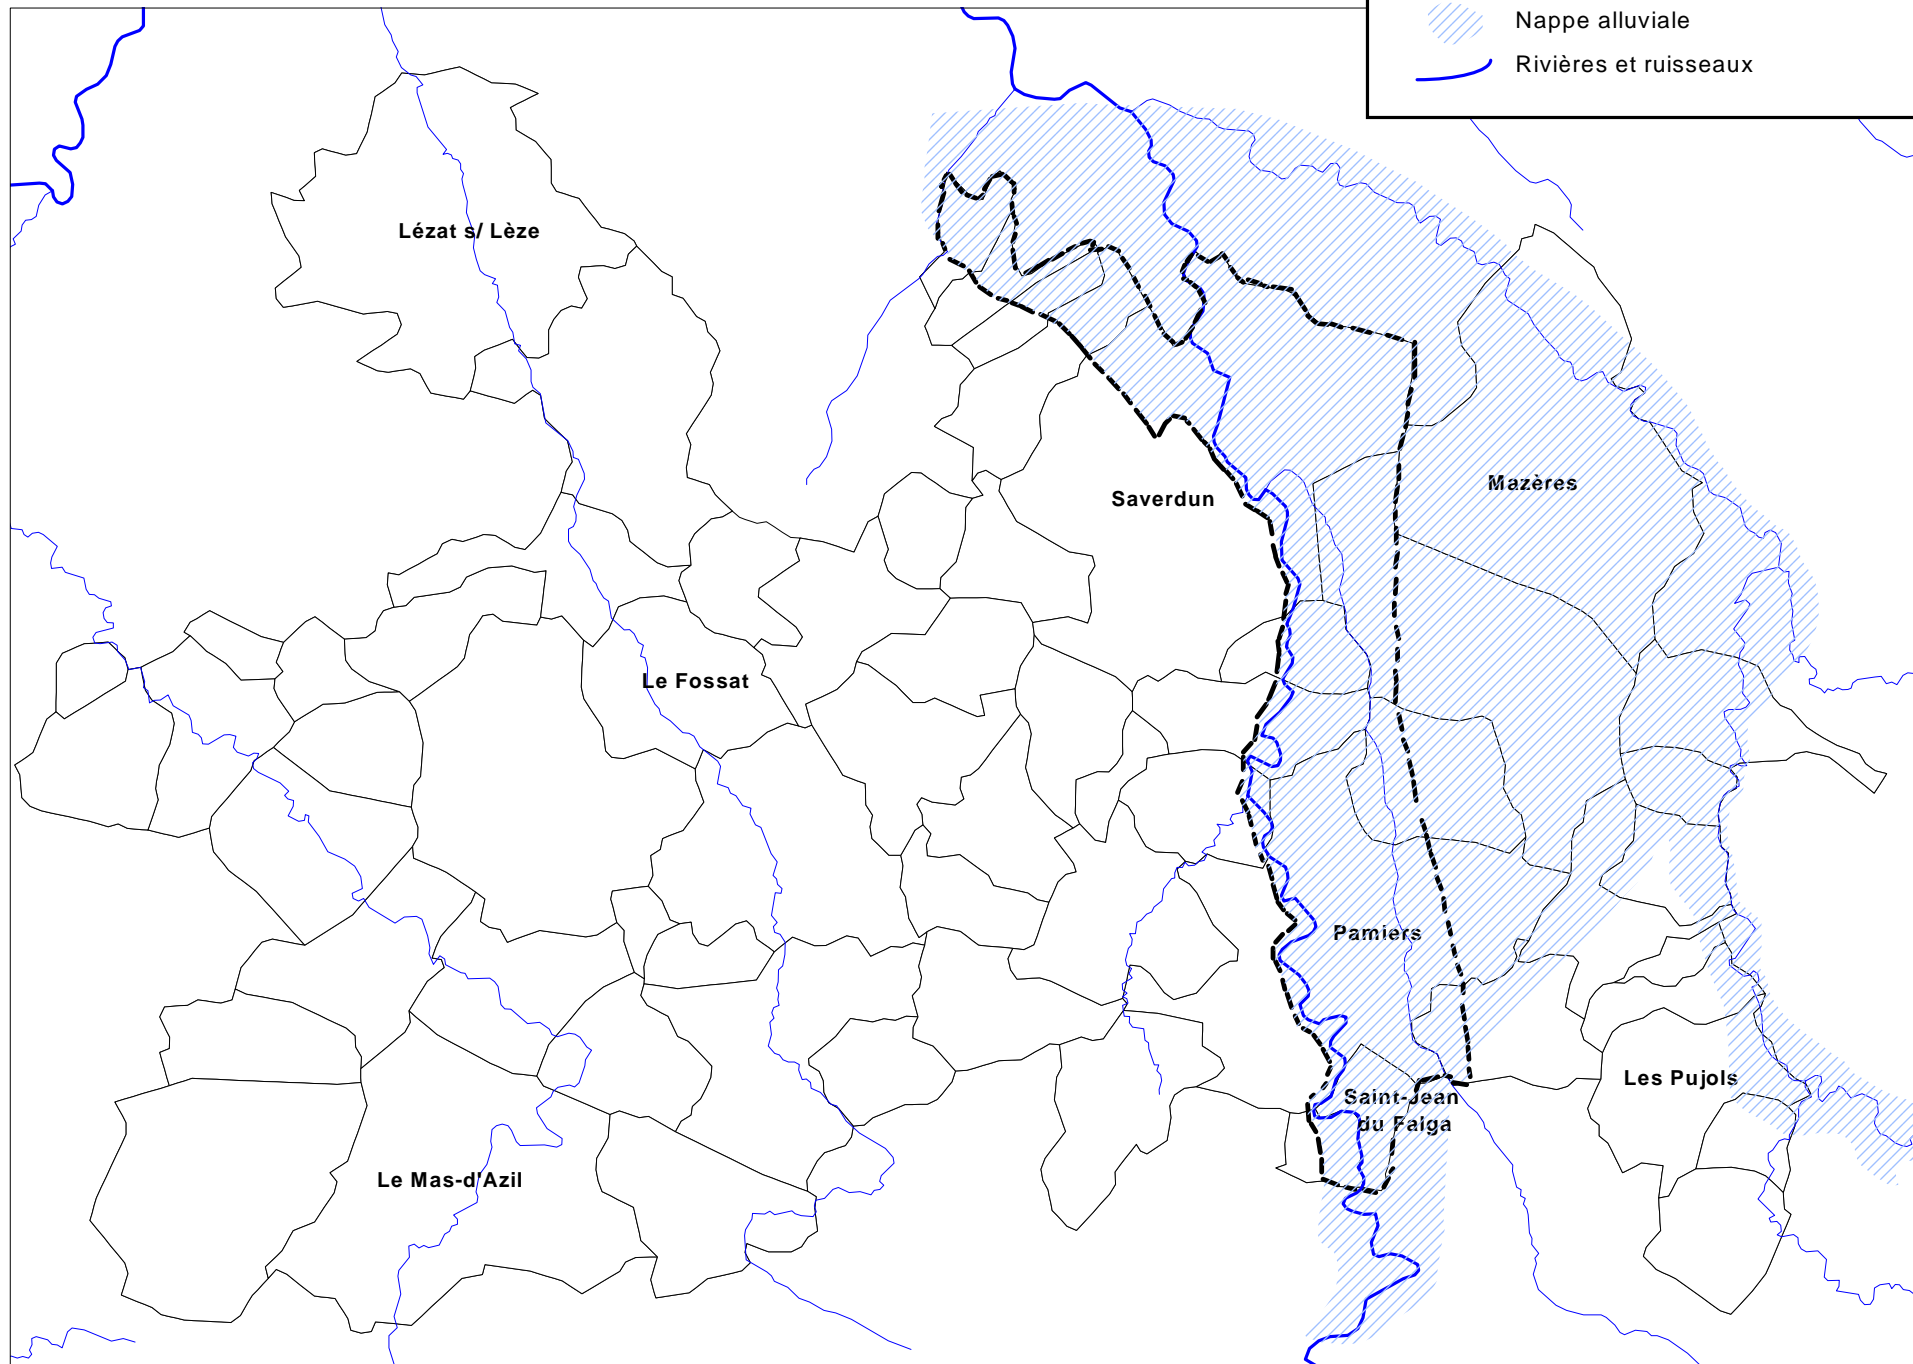 Nappe alluviale
Rivières et ruisseaux
Lézat s/ Lèze
Mazères
Saverdun
Le Fossat
Pamiers
Les Pujols
Saint-Jean
du Falga
Le Mas-d'Azil